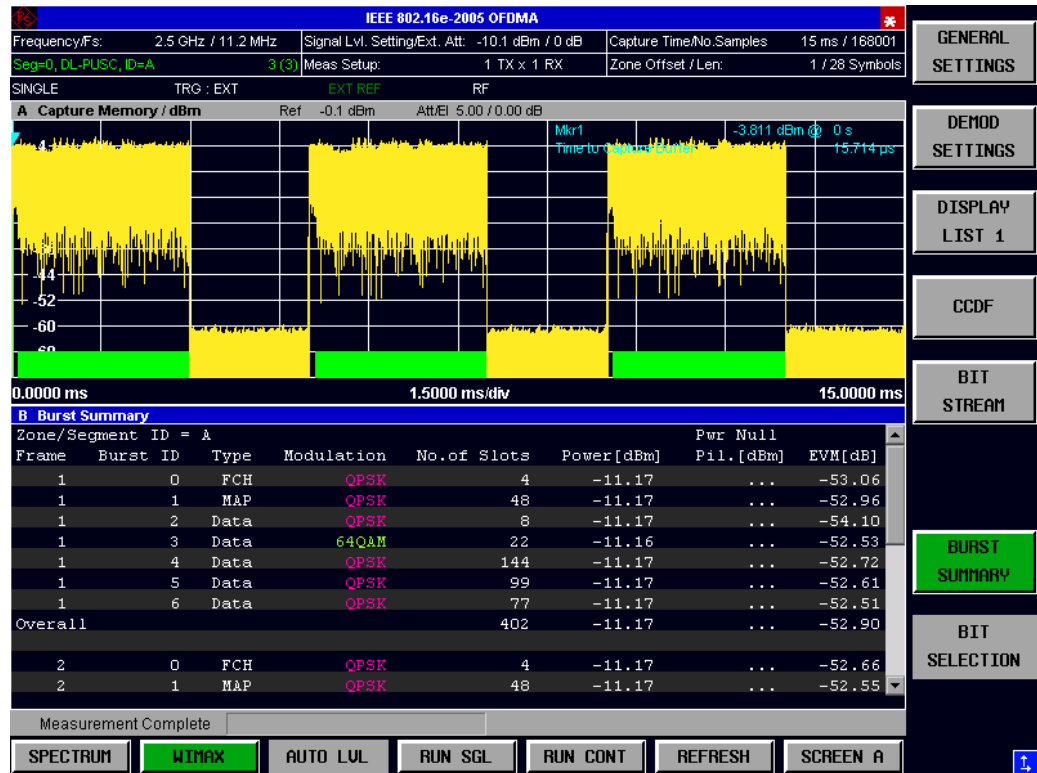 IEEE 802.16e-2005 OFDMA
Frequency/Fs: 2.5 GHz / 11.2 MHz Signal Lvl. Setting/Ext. Att: -10.1 dBm / 0 dB Capture Time/No.Samples 15 ms / 168001
Seg=0, DL-PUSC, ID=A 3 (3) Meas Setup: 1 TX x 1 RX Zone Offset / Len: 1 / 28 Symbols
SINGLE TRG : EXT EXT REF RF
A Capture Memory / dBm Ref -0.1 dBm Att/El 5.00 / 0.00 dB
Mkr1 -3.811 dBm @ 0 s
Time to Capture Buffer 15.714 µs
-44
-52
-60
0.0000 ms 1.5000 ms/div 15.0000 ms
B Burst Summary
Zone/Segment ID = A Pwr Null
Frame Burst ID Type Modulation No.of Slots Power[dBm] Pil.[dBm] EVM[dB]
1 0 FCH QPSK 4 -11.17 ... -53.06
1 1 MAP QPSK 48 -11.17 ... -52.96
1 2 Data QPSK 8 -11.17 ... -54.10
1 3 Data 64QAM 22 -11.16 ... -52.53
1 4 Data QPSK 144 -11.17 ... -52.72
1 5 Data QPSK 99 -11.17 ... -52.61
1 6 Data QPSK 77 -11.17 ... -52.51
Overall 402 -11.17 ... -52.90
2 0 FCH QPSK 4 -11.17 ... -52.66
2 1 MAP QPSK 48 -11.17 ... -52.55
Measurement Complete
SPECTRUM WIMAX AUTO LVL RUN SGL RUN CONT REFRESH SCREEN A
GENERAL
SETTINGS
DEMOD
SETTINGS
DISPLAY
LIST 1
CCDF
BIT
STREAM
BURST
SUMMARY
BIT
SELECTION